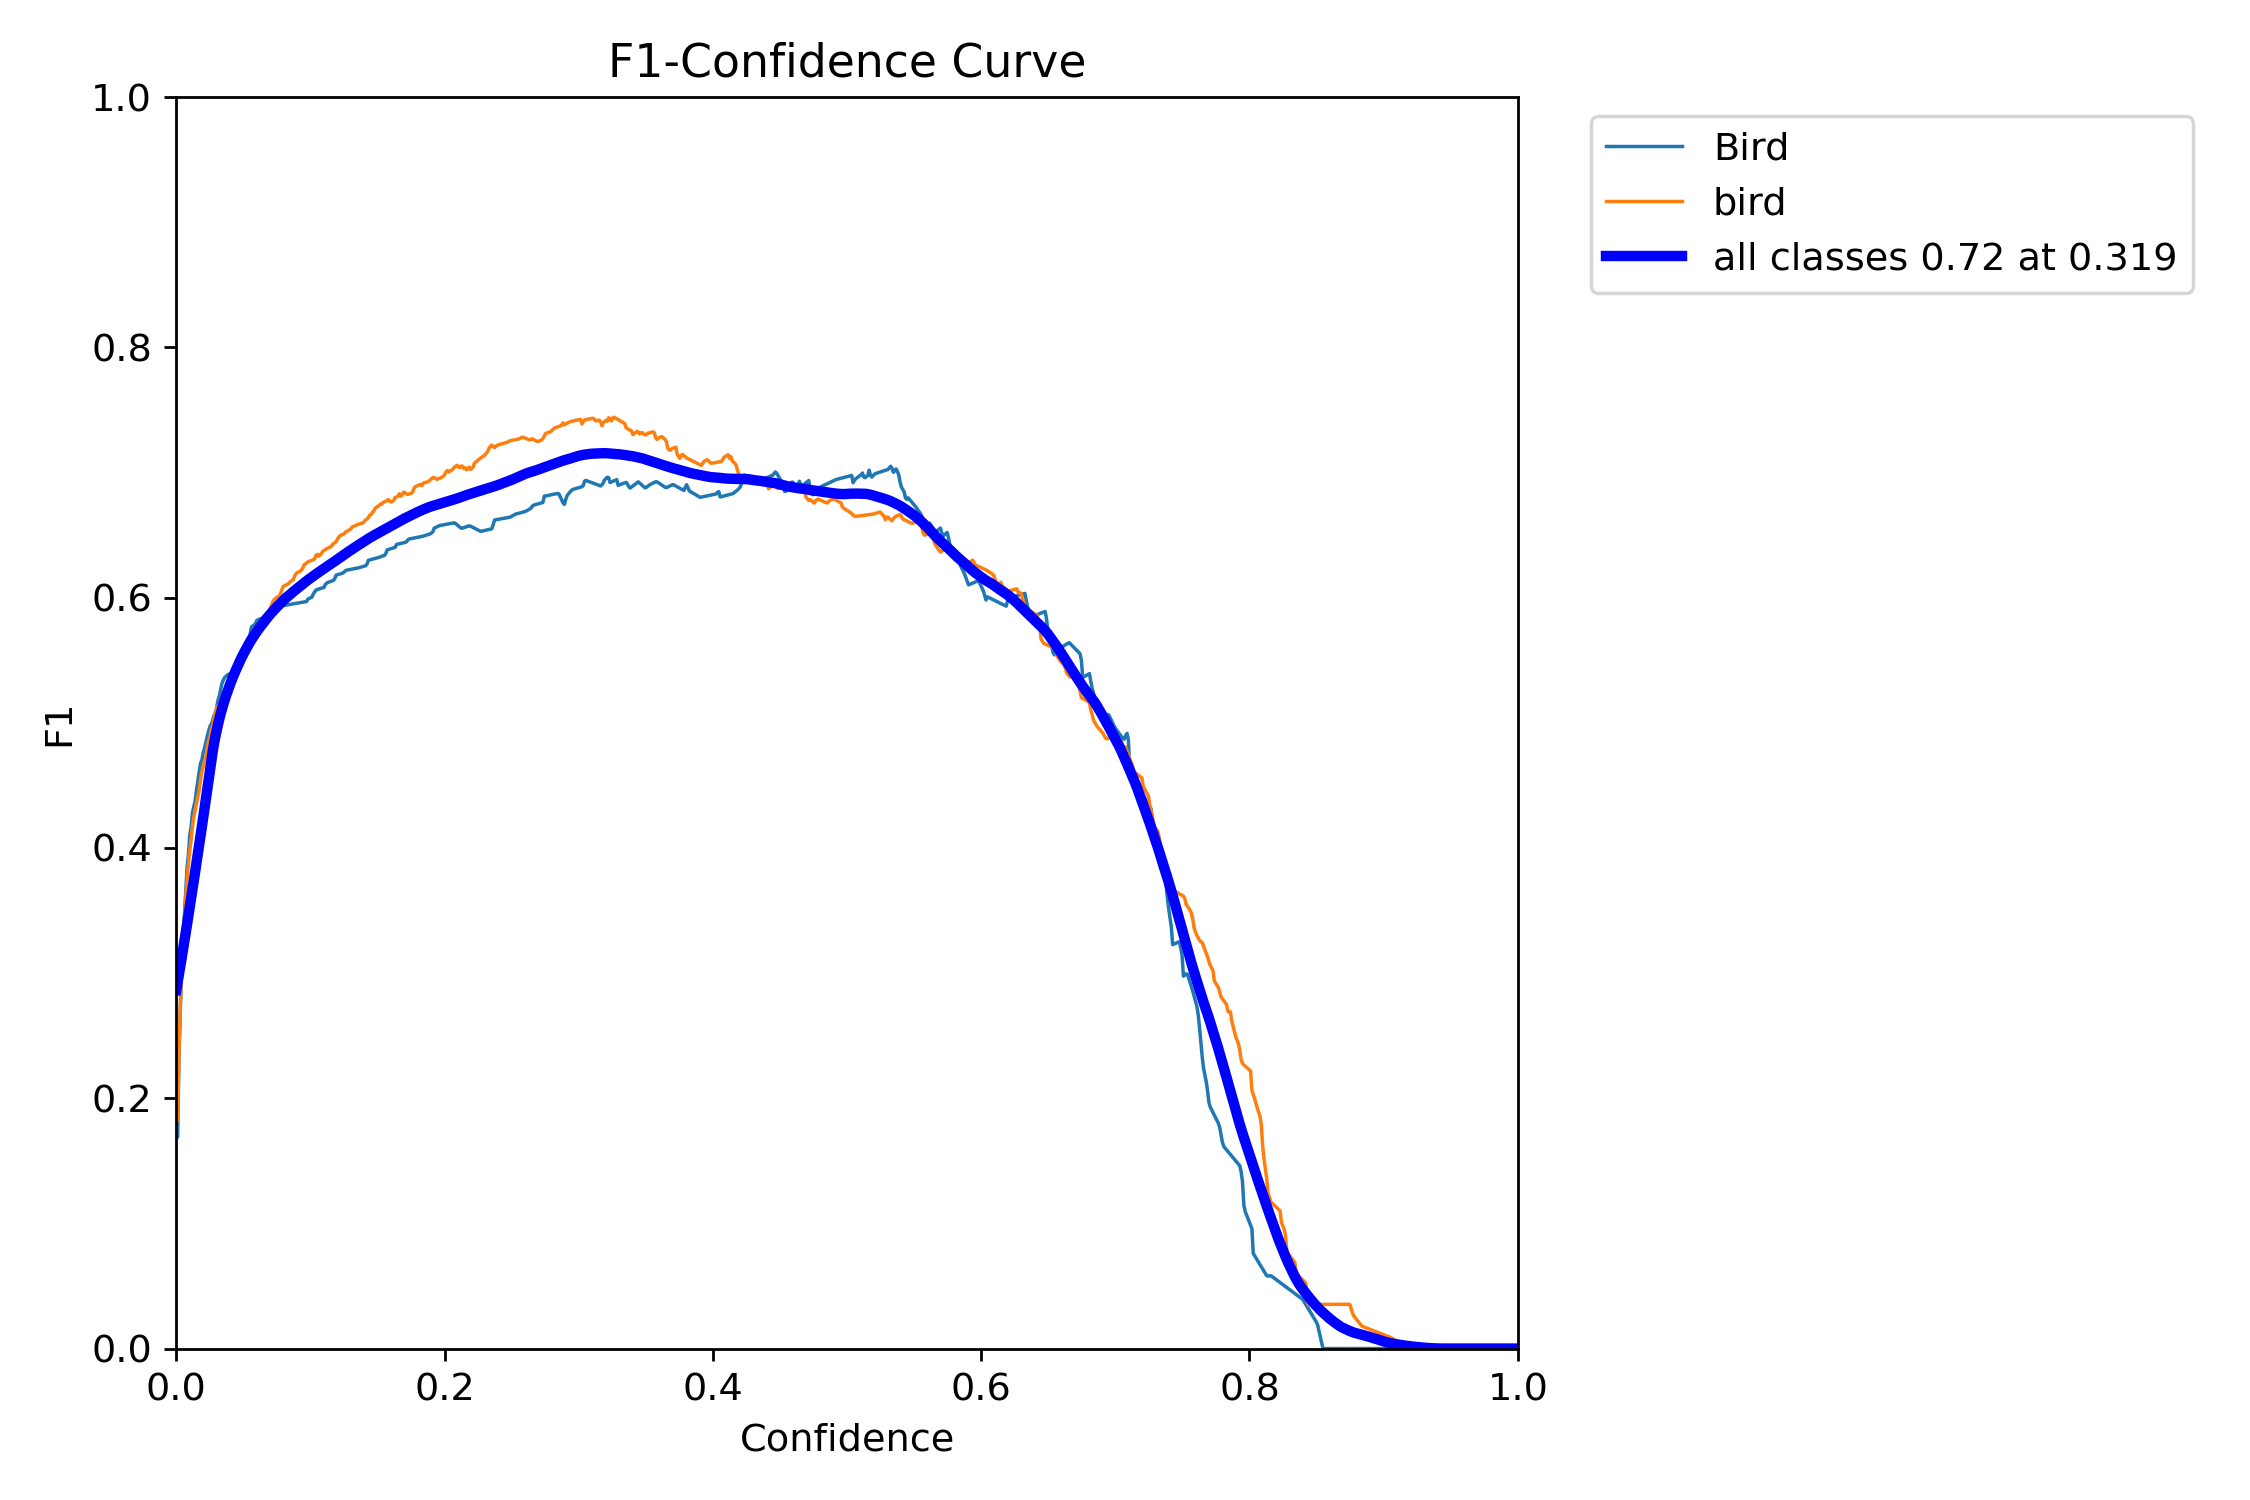 F1-Confidence Curve
1.0
0.8
0.6
0.4
0.2
0.0
F1
0.0 0.2 0.4 0.6 0.8 1.0
Confidence
Bird
bird
all classes 0.72 at 0.319